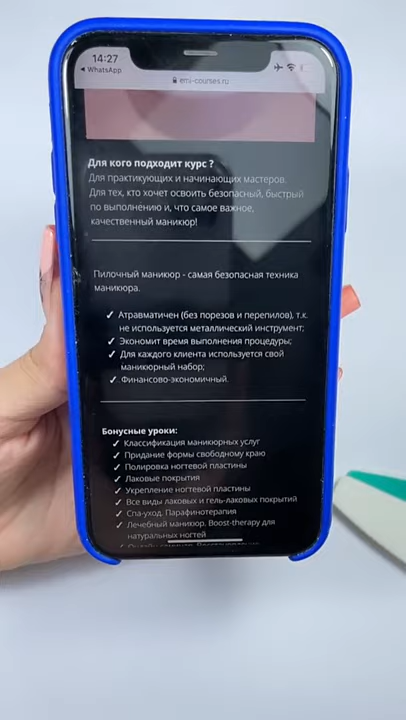 14:27
WhatsApp
emi-courses.ru
Для кого подходит курс ?
Для практикующих и начинающих мастеров.
Для тех, кто хочет освоить безопасный, быстрый
по выполнению и, что самое важное,
качественный маникюр!
Пилочный маникюр - самая безопасная техника
маникюра.
✓ Атравматичен (без порезов и перепилов), т.к.
не используется металлический инструмент;
✓ Экономит время выполнения процедуры;
✓ Для каждого клиента используется свой
маникюрный набор;
✓ Финансово-экономичный.
Бонусные уроки:
✓ Классификация маникюрных услуг
✓ Придание формы свободному краю
✓ Полировка ногтевой пластины
✓ Лаковые покрытия
✓ Укрепление ногтевой пластины
✓ Все виды лаковых и гель-лаковых покрытий
✓ Спа-уход. Парафинотерапия
✓ Лечебный маникюр. Boost-therapy для
натуральных ногтей